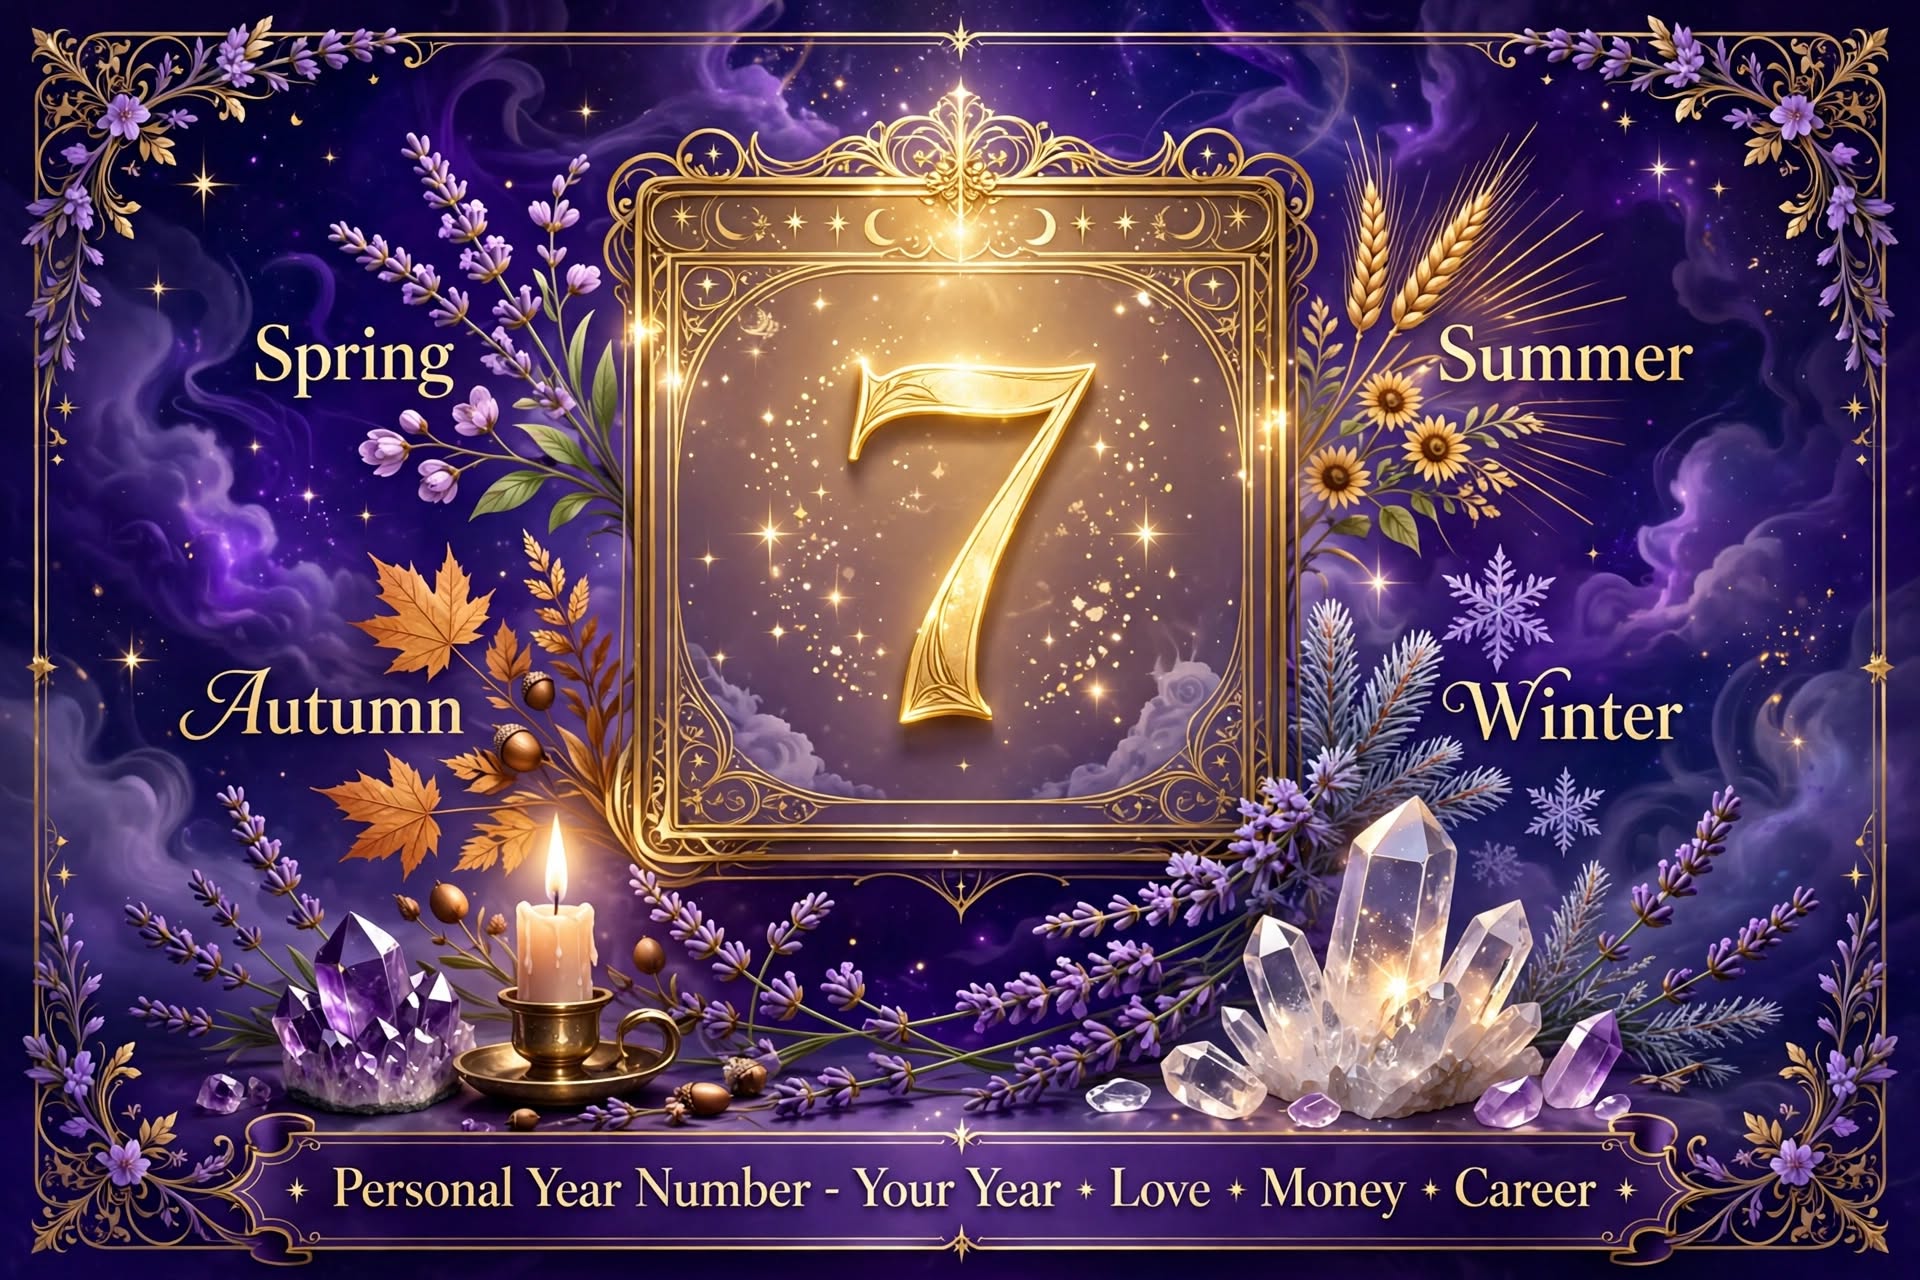 7
Spring
Summer
Autumn
Winter
Personal Year Number - Your Year ✦ Love ✦ Money ✦ Career